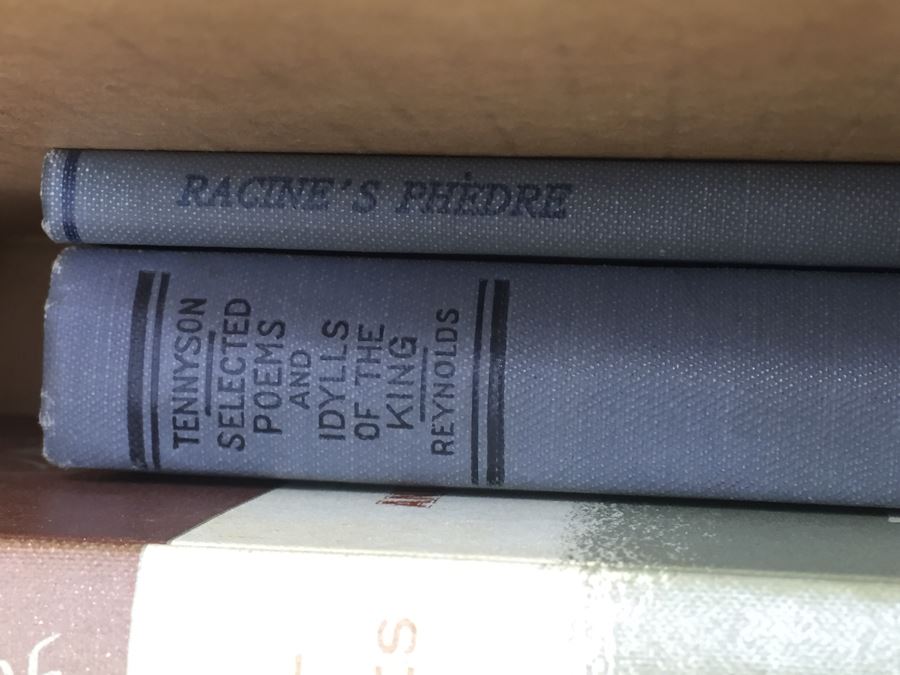 RACINE'S PHÈDRE
TENNYSON
SELECTED
POEMS
AND
IDYLLS
OF THE
KING
REYNOLDS